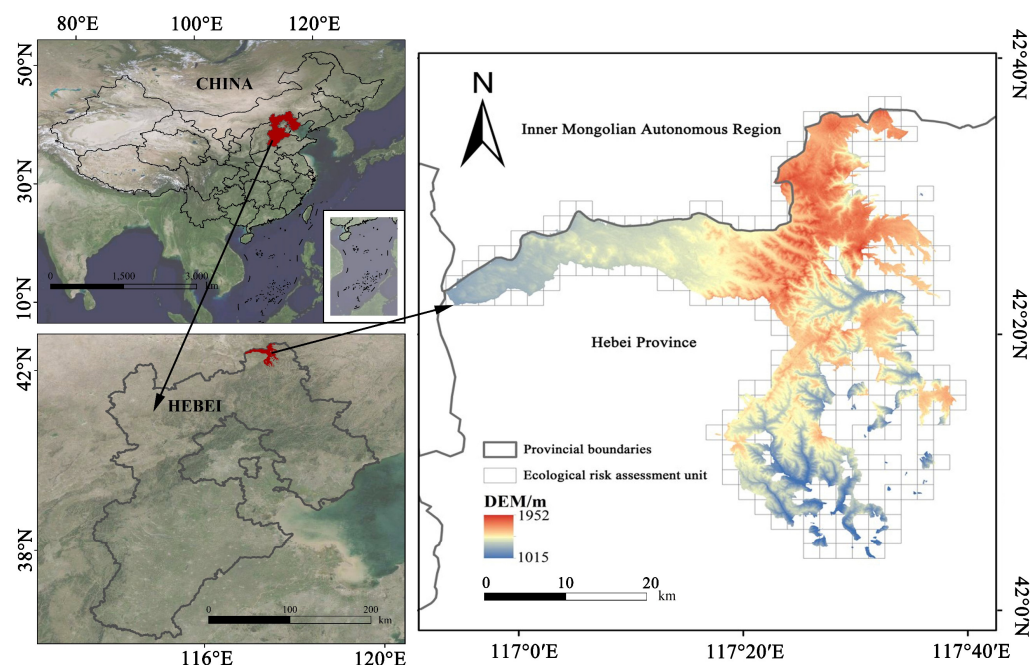 80°E 100°E 120°E
50°N
30°N
10°N
CHINA
0 1,500 3,000
km
42°N
38°N
HEBEI
0 100 200
km
116°E 120°E
N
Inner Mongolian Autonomous Region
Hebei Province
Provincial boundaries
Ecological risk assessment unit
DEM/m
1952
1015
0 10 20
km
42°40′N
42°20′N
42°0′N
117°0′E 117°20′E 117°40′E